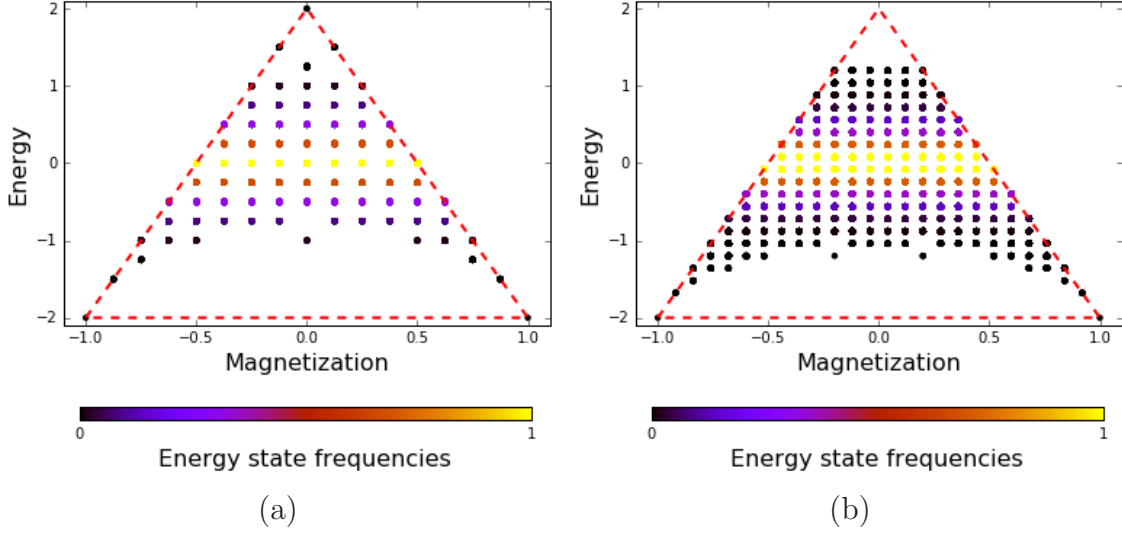 2
1
0
−1
−2
Energy
−1.0 −0.5 0.0 0.5 1.0
Magnetization
0 1
Energy state frequencies
(a)
2
1
0
−1
−2
Energy
−1.0 −0.5 0.0 0.5 1.0
Magnetization
0 1
Energy state frequencies
(b)